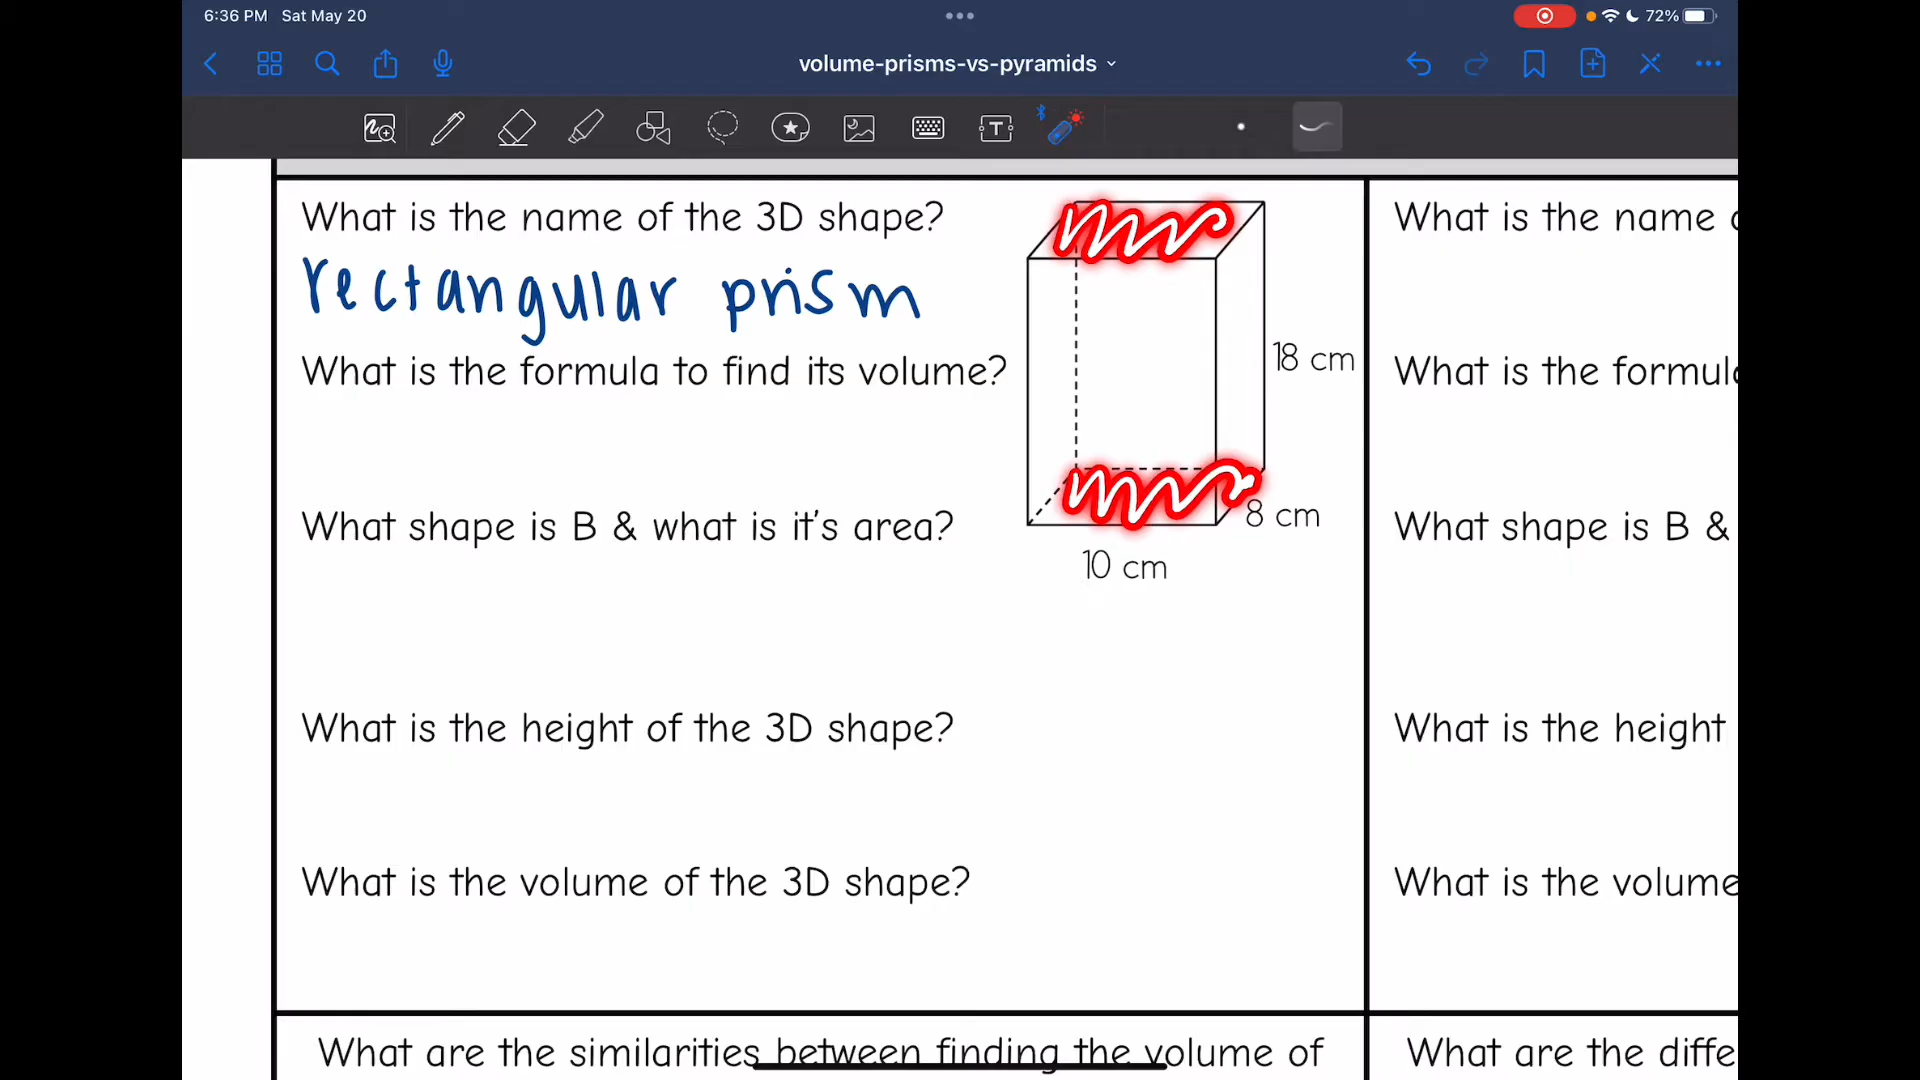 6:36 PM Sat May 20
72%
volume-prisms-vs-pyramids
What is the name of the 3D shape?
rectangular prism
What is the formula to find its volume?
What shape is B & what is it's area?
What is the height of the 3D shape?
What is the volume of the 3D shape?
18 cm
8 cm
10 cm
What is the name
What is the formula
What shape is B &
What is the height
What is the volume
What are the similarities between finding the volume of
What are the diffe